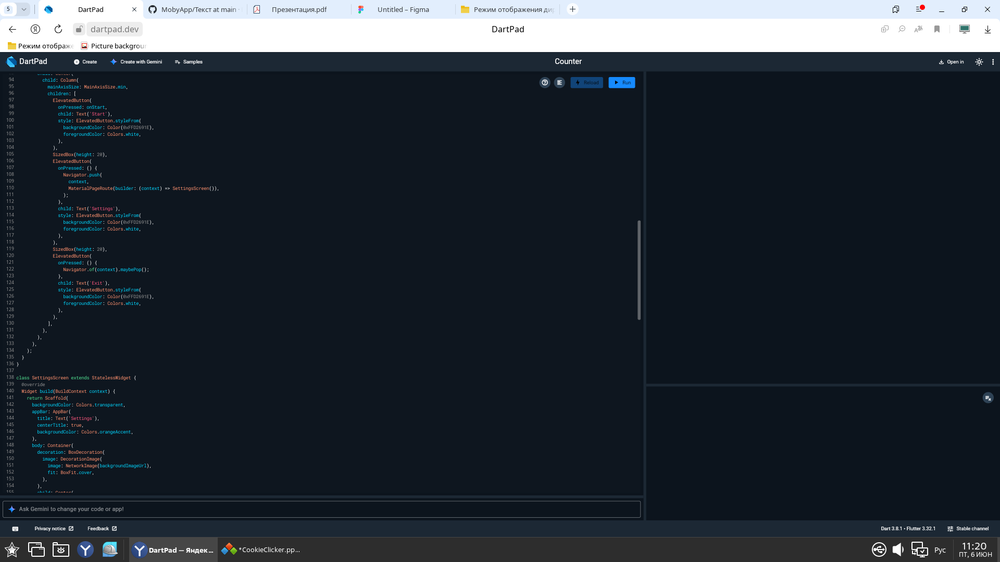 5
DartPad
MobyApp/Текст at main ·
Презентация.pdf
Untitled – Figma
Режим отображения дир
dartpad.dev
DartPad
Режим отображе
Picture backgroun
DartPad
Create
Create with Gemini
Samples
Counter
Open in
Reload
Run
94 child: Column(
95 mainAxisSize: MainAxisSize.min,
96 children: [
97 ElevatedButton(
98 onPressed: onStart,
99 child: Text('Start'),
100 style: ElevatedButton.styleFrom(
101 backgroundColor: Color(0xFFD2691E),
102 foregroundColor: Colors.white,
103 ),
104 ),
105 SizedBox(height: 20),
106 ElevatedButton(
107 onPressed: () {
108 Navigator.push(
109 context,
110 MaterialPageRoute(builder: (context) => SettingsScreen()),
111 );
112 },
113 child: Text('Settings'),
114 style: ElevatedButton.styleFrom(
115 backgroundColor: Color(0xFFD2691E),
116 foregroundColor: Colors.white,
117 ),
118 ),
119 SizedBox(height: 20),
120 ElevatedButton(
121 onPressed: () {
122 Navigator.of(context).maybePop();
123 },
124 child: Text('Exit'),
125 style: ElevatedButton.styleFrom(
126 backgroundColor: Color(0xFFD2691E),
127 foregroundColor: Colors.white,
128 ),
129 ),
130 ],
131 ),
132 ),
133 ),
134 );
135 }
136 }
137
138 class SettingsScreen extends StatelessWidget {
139 @override
140 Widget build(BuildContext context) {
141 return Scaffold(
142 backgroundColor: Colors.transparent,
143 appBar: AppBar(
144 title: Text('Settings'),
145 centerTitle: true,
146 backgroundColor: Colors.orangeAccent,
147 ),
148 body: Container(
149 decoration: BoxDecoration(
150 image: DecorationImage(
151 image: NetworkImage(backgroundImageUrl),
152 fit: BoxFit.cover,
153 ),
154 ),
155 child: Center(
Ask Gemini to change your code or app!
Privacy notice
Feedback
Dart 3.8.1 • Flutter 3.32.1
Stable channel
DartPad — Яндек...
*CookieClicker.pp...
Рус
11:20
ПТ, 6 ИЮН